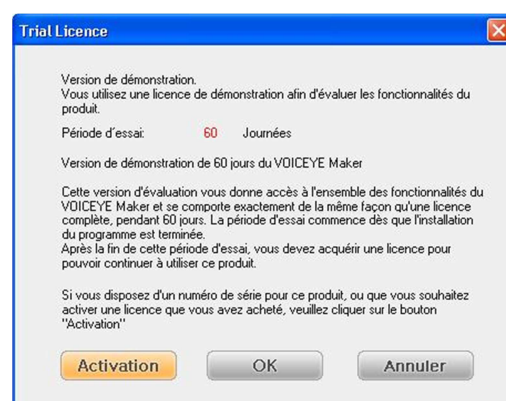 Trial Licence
Version de démonstration.
Vous utilisez une licence de démonstration afin d'évaluer les fonctionnalités du
produit.
Période d'essai: 60 Journées
Version de démonstration de 60 jours du VOICEYE Maker
Cette version d'évaluation vous donne accès à l'ensemble des fonctionnalités du
VOICEYE Maker et se comporte exactement de la même façon qu'une licence
complète, pendant 60 jours. La période d'essai commence dès que l'installation
du programme est terminée.
Après la fin de cette période d'essai, vous devez acquérir une licence pour
pouvoir continuer à utiliser ce produit.
Si vous disposez d'un numéro de série pour ce produit, ou que vous souhaitez
activer une licence que vous avez acheté, veuillez cliquer sur le bouton
"Activation"
Activation OK Annuler